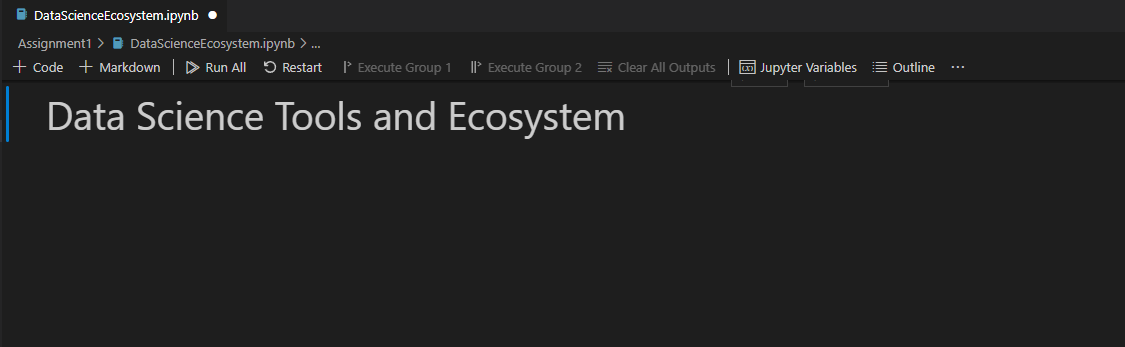 DataScienceEcosystem.ipynb
Assignment1 > DataScienceEcosystem.ipynb > ...
+ Code + Markdown | Run All Restart Execute Group 1 Execute Group 2 Clear All Outputs | (x) Jupyter Variables Outline ...
Data Science Tools and Ecosystem